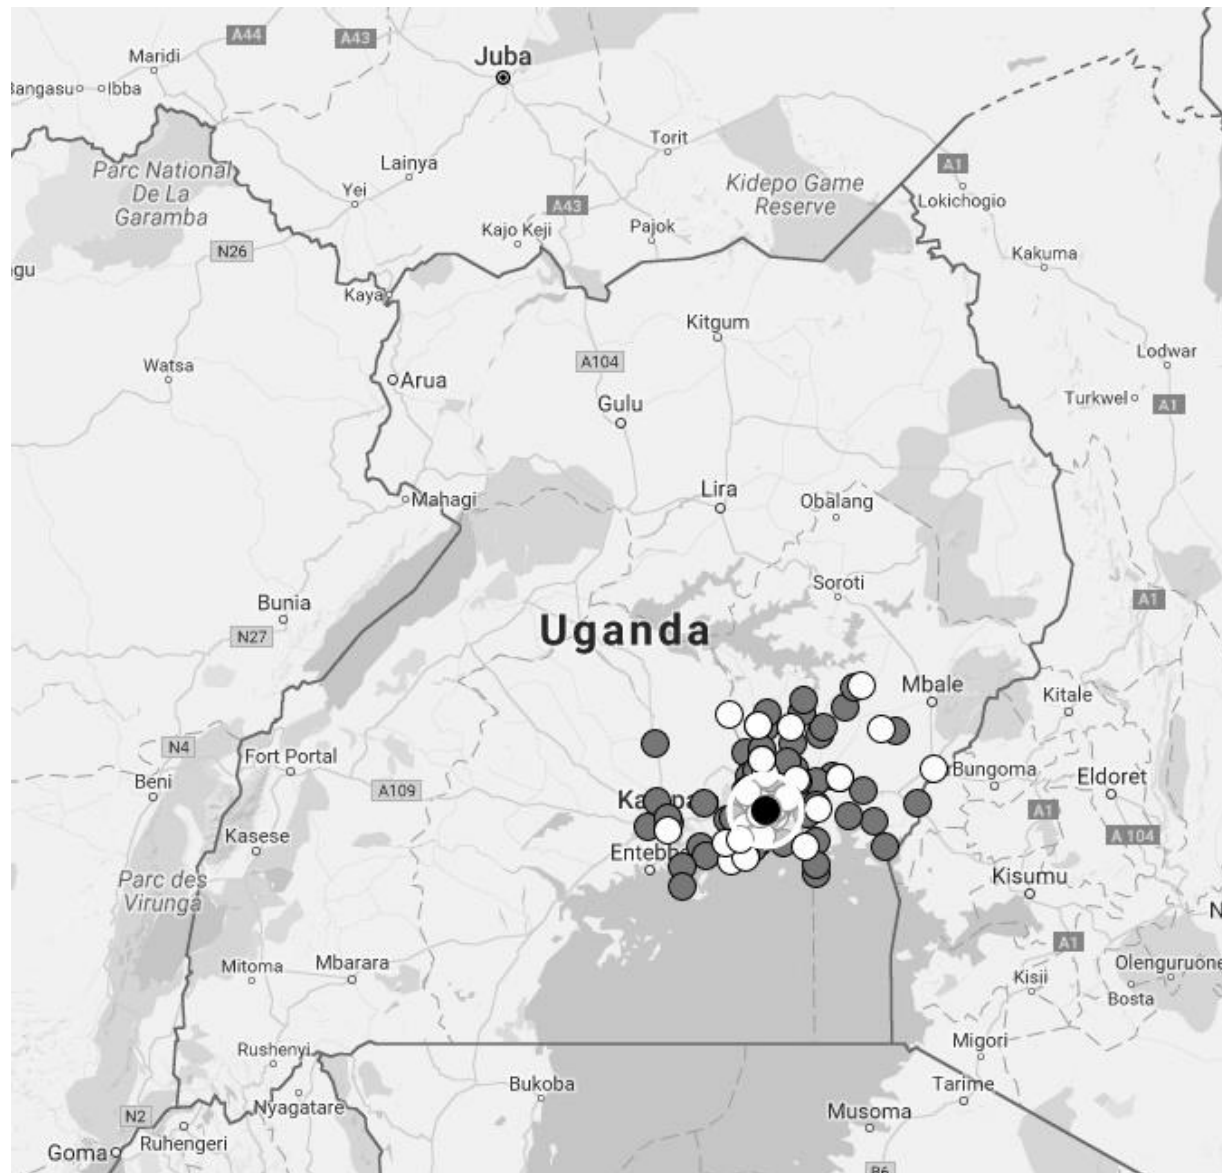 A44
A43
Maridi
Juba
Bangasu
Ibba
Torit
A1
Parc National
De La
Garamba
Lainya
Kidepo Game
Reserve
Yei
A43
Lokichogio
Kajo Keji
Pajok
N26
Kakuma
Kaya
Kitgum
Watsa
A104
Lodwar
Arua
Turkwel
A1
Gulu
Lira
Mahagi
Obalang
Soroti
Bunia
A1
Uganda
N27
Mbale
Kitale
N4
Fort Portal
Bungoma
Beni
A109
Eldoret
A1
Kasese
A 104
Parc des
Virunga
Kisumu
A1
Mitoma
Mbarara
Olenguruone
Kisii
Bosta
Migori
Rushenyi
Tarime
Bukoba
N2
Nyagatare
Musoma
Ruhengeri
Goma
B6